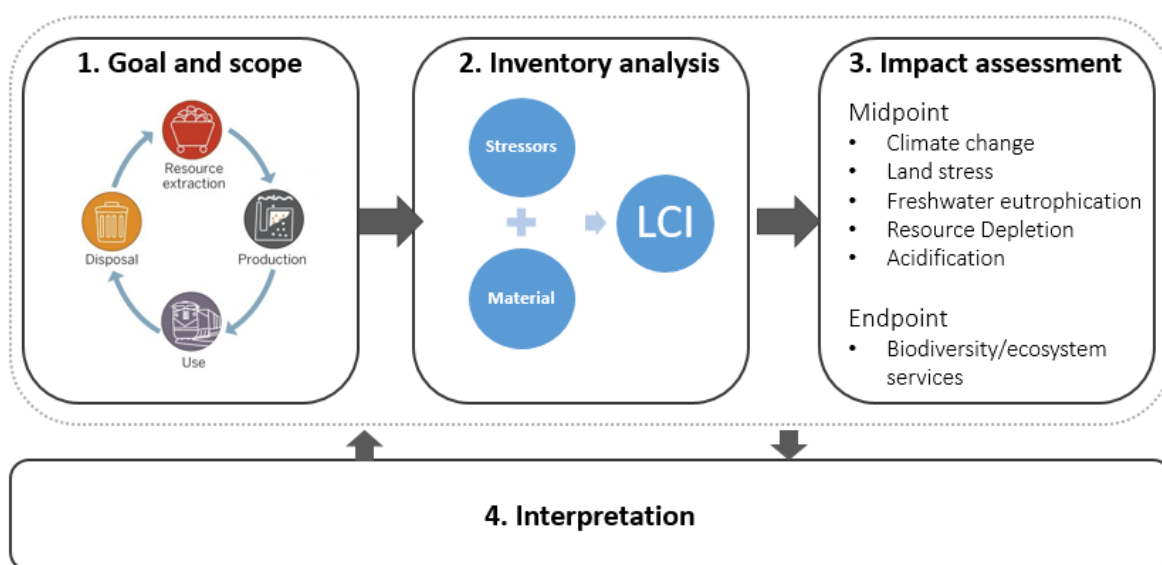 1. Goal and scope
Resource
extraction
Production
Use
Disposal
2. Inventory analysis
Stressors
+
Material
LCI
3. Impact assessment
Midpoint
• Climate change
• Land stress
• Freshwater eutrophication
• Resource Depletion
• Acidification
Endpoint
• Biodiversity/ecosystem
services
4. Interpretation